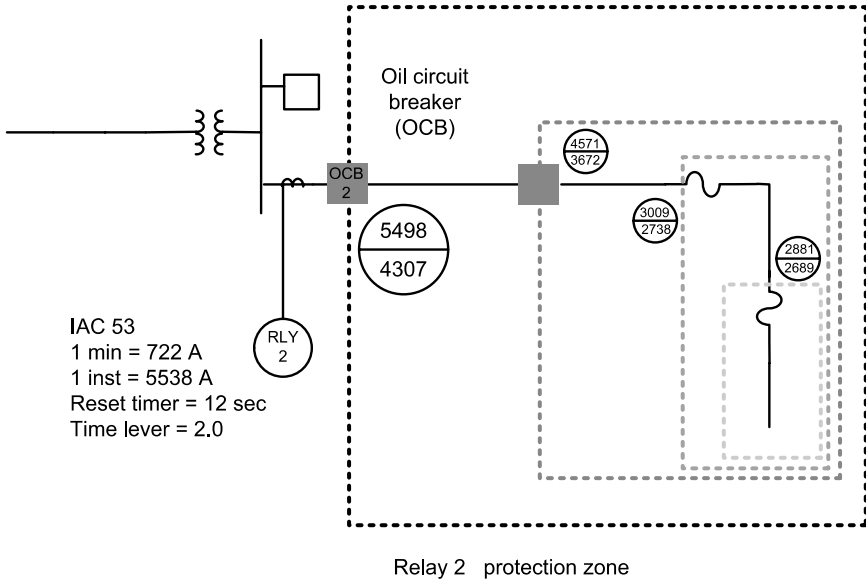 Oil circuit
breaker
(OCB)
4571
3672
OCB
2
3009
2738
5498
4307
2881
2689
IAC 53
1 min = 722 A
1 inst = 5538 A
Reset timer = 12 sec
Time lever = 2.0
RLY
2
Relay 2 protection zone